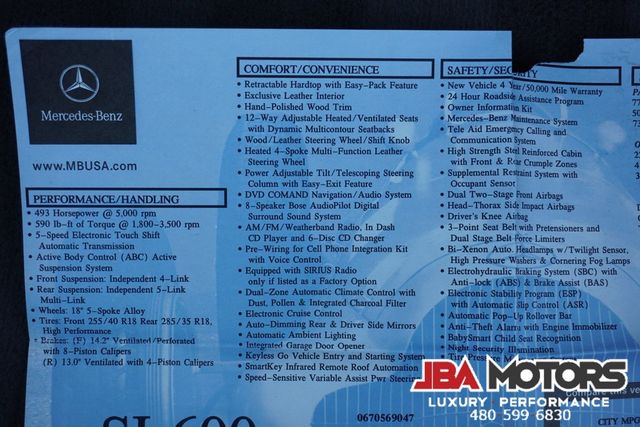 Mercedes-Benz
www.MBUSA.com
PERFORMANCE/HANDLING
• 493 Horsepower @ 5,000 rpm
• 590 lb-ft of Torque @ 1,800-3,500 rpm
• 5-Speed Electronic Touch Shift
Automatic Transmission
• Active Body Control (ABC) Active
Suspension System
• Front Suspension: Independent 4-Link
• Rear Suspension: Independent 5-Link
Multi-Link
• Wheels: 18" 5-Spoke Alloy
• Tires: Front 255/40 R18 Rear 285/35 R18,
High Performance
• Brakes: (F) 14.2" Ventilated/Perforated
with 8-Piston Calipers
(R) 13.0" Ventilated with 4-Piston Calipers
COMFORT/CONVENIENCE
• Retractable Hardtop with Easy-Pack Feature
• Exclusive Leather Interior
• Hand-Polished Wood Trim
• 12-Way Adjustable Heated/Ventilated Seats
with Dynamic Multicontour Seatbacks
• Wood/Leather Steering Wheel/Shift Knob
• Heated 4-Spoke Multi-Function Leather
Steering Wheel
• Power Adjustable Tilt/Telescoping Steering
Column with Easy-Exit Feature
• DVD COMAND Navigation/Audio System
• 8-Speaker Bose AudioPilot Digital
Surround Sound System
• AM/FM/Weatherband Radio, In Dash
CD Player and 6-Disc CD Changer
• Pre-Wiring for Cell Phone Integration Kit
with Voice Control
• Equipped with SIRIUS Radio
only if listed as a Factory Option
• Dual-Zone Automatic Climate Control with
Dust, Pollen & Integrated Charcoal Filter
• Electronic Cruise Control
• Auto-Dimming Rear & Driver Side Mirrors
• Automatic Ambient Lighting
• Integrated Garage Door Opener
• Keyless Go Vehicle Entry and Starting System
• SmartKey Infrared Remote Roof Automation
• Speed-Sensitive Variable Assist Pwr Steering
SAFETY/SECURITY
• New Vehicle 4 Year/50,000 Mile Warranty
• 24 Hour Roadside Assistance Program
• Owner Information Kit
• Mercedes-Benz Maintenance System
• Tele Aid Emergency Calling and
Communication System
• High Strength Steel Reinforced Cabin
with Front & Rear Crumple Zones
• Supplemental Restraint System with
Occupant Sensor
• Dual Two-Stage Front Airbags
• Head-Thorax Side Impact Airbags
• Driver's Knee Airbag
• 3-Point Seat Belt with Pretensioners and
Dual Stage Belt Force Limiters
• Bi-Xenon Auto. Headlamps w/Twilight Sensor,
High Pressure Washers & Cornering Fog Lamps
• Electrohydraulic Braking System (SBC) with
Anti-lock (ABS) & Brake Assist (BAS)
• Electronic Stability Program (ESP)
with Automatic Slip Control (ASR)
• Automatic Pop-Up Rollover Bar
• Anti-Theft Alarm with Engine Immobilizer
• BabySmart Child Seat Recognition
• Night Security Illumination
• Tire Pressure
SL600
0670569047
Compare this ve
CITY MPG
JBA MOTORS
LUXURY . PERFORMANCE
480 599 6830